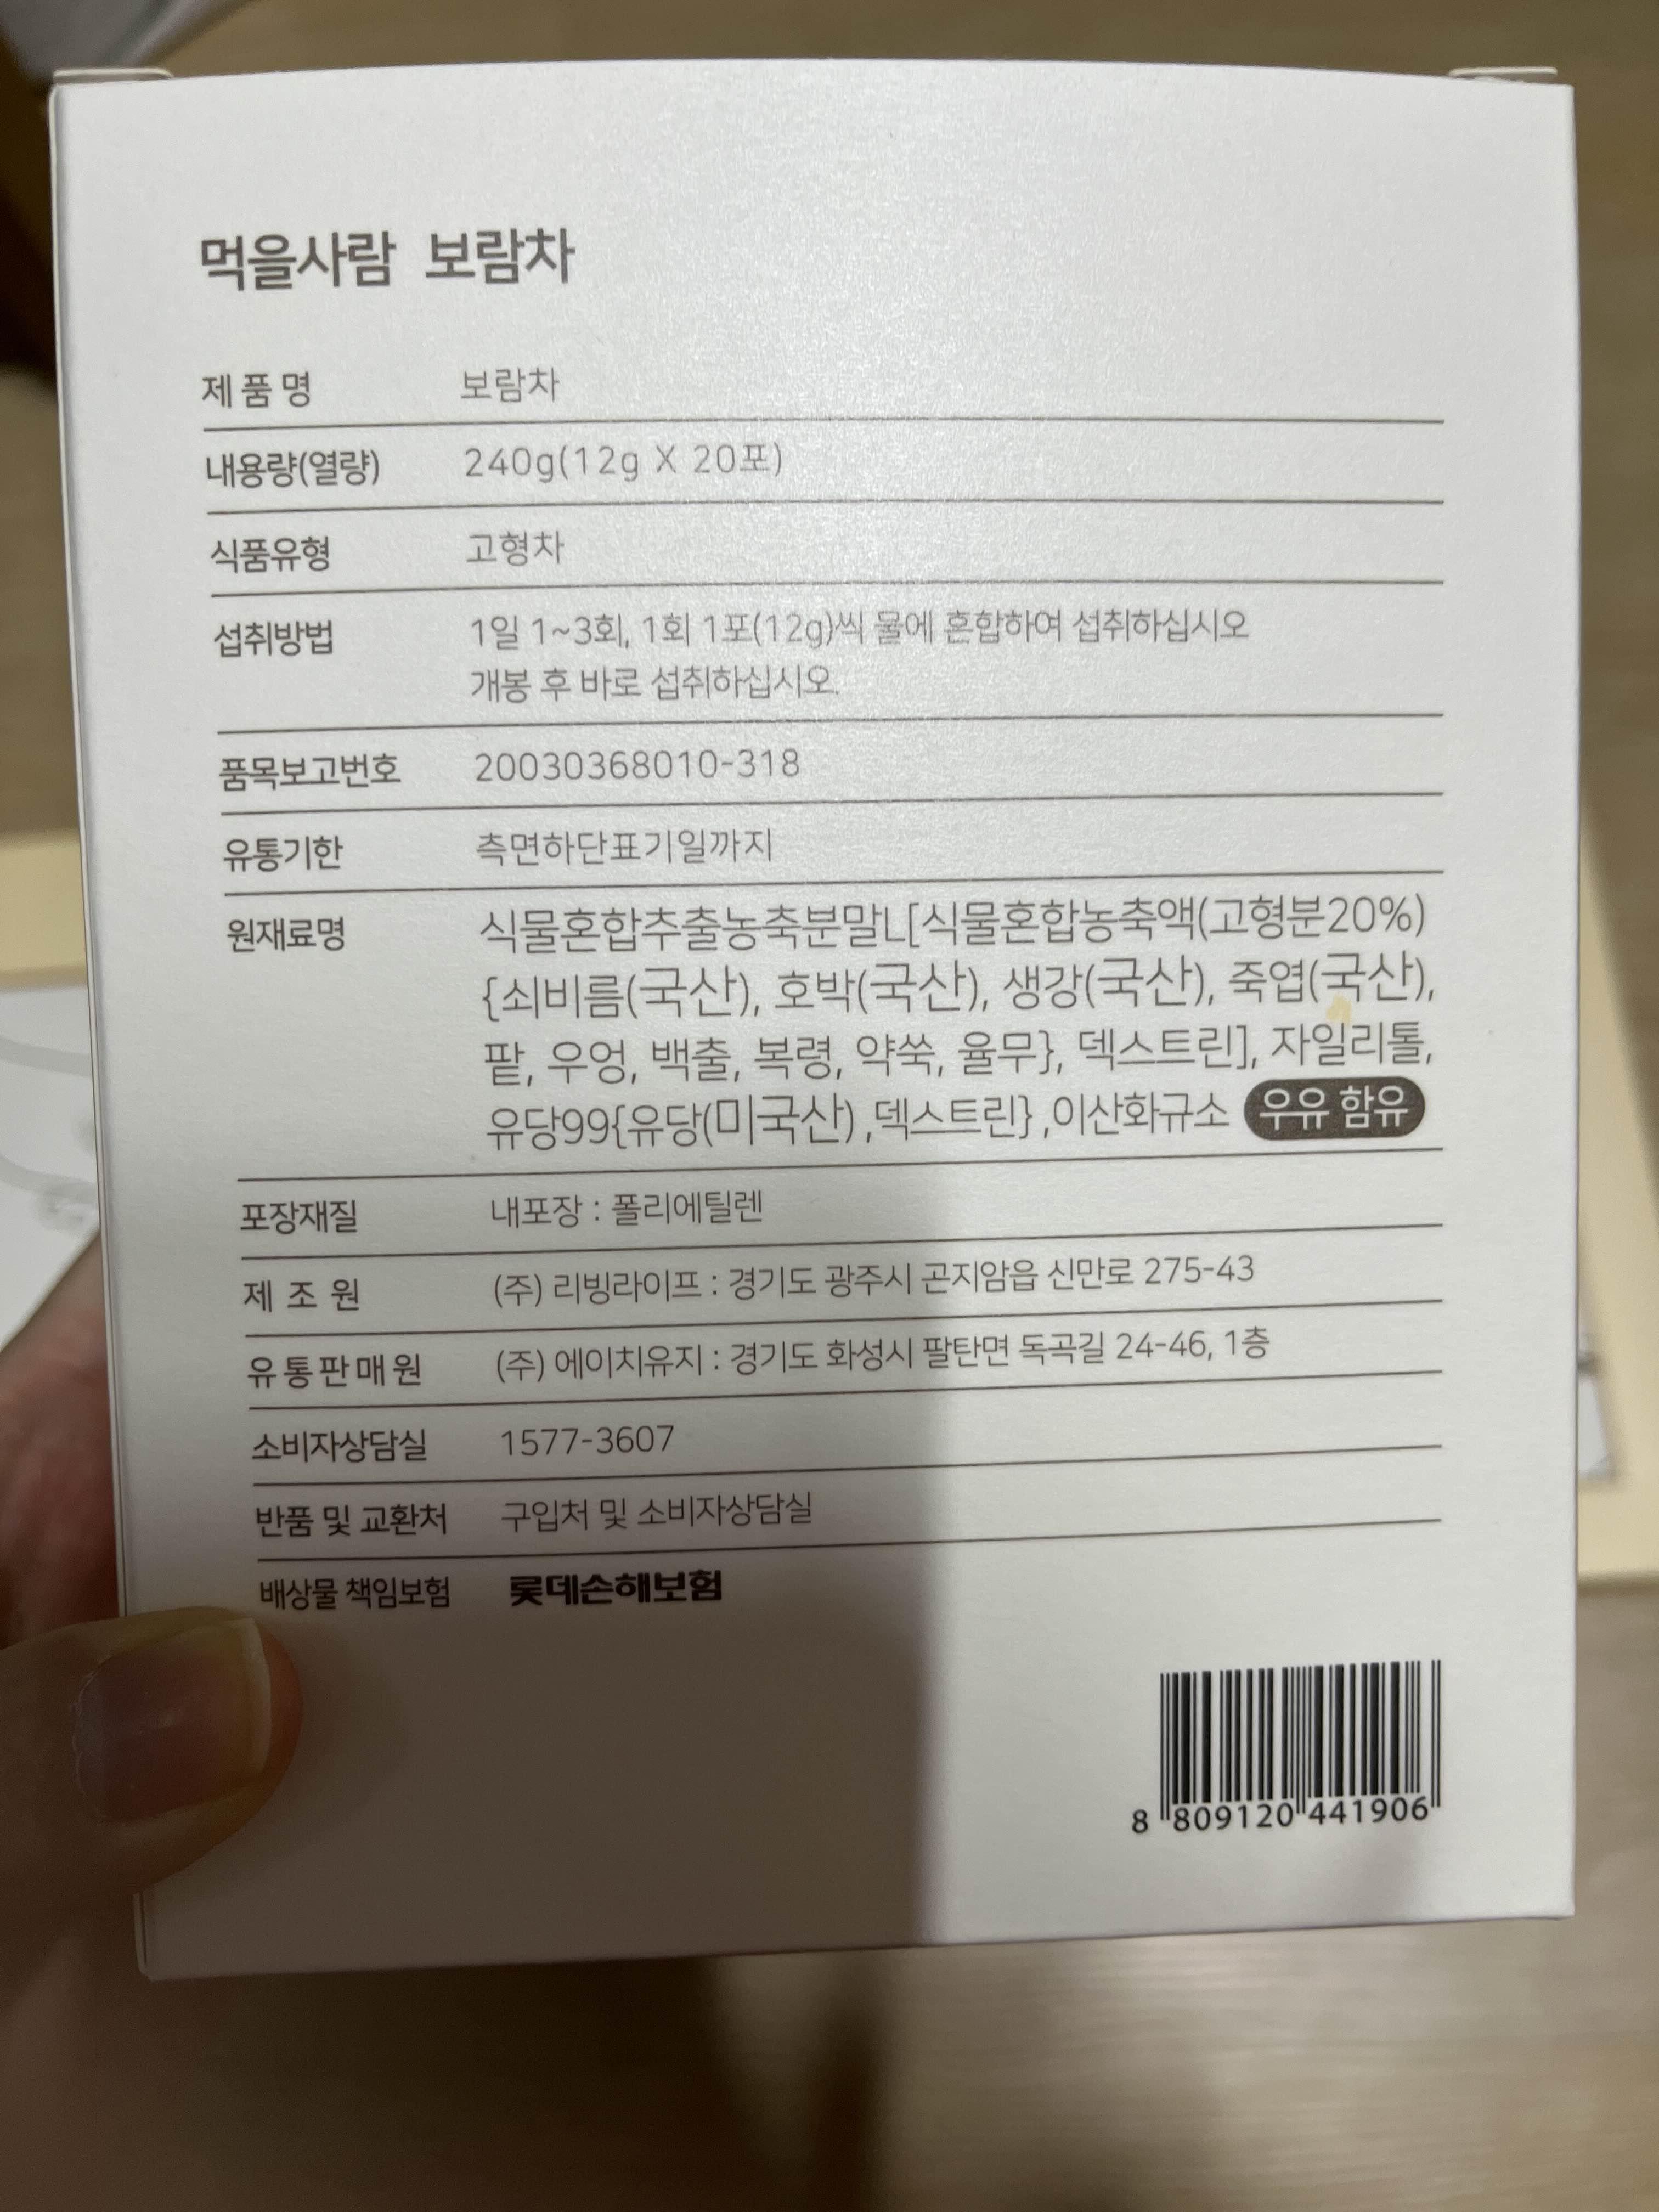 먹을사람 보람차
제 품 명 보람차
내용량(열량) 240g(12g X 20포)
식품유형 고형차
섭취방법 1일 1~3회, 1회 1포(12g)씩 물에 혼합하여 섭취하십시오
개봉 후 바로 섭취하십시오.
품목보고번호 20030368010-318
유통기한 측면하단표기일까지
원재료명 식물혼합추출농축분말L[식물혼합농축액(고형분20%)
{쇠비름(국산), 호박(국산), 생강(국산), 죽엽(국산),
팥, 우엉, 백출, 복령, 약쑥, 율무}, 덱스트린], 자일리톨,
유당99{유당(미국산) ,덱스트린} ,이산화규소 우유 함유
포장재질 내포장 : 폴리에틸렌
제 조 원 (주) 리빙라이프 : 경기도 광주시 곤지암읍 신만로 275-43
유통판매원 (주) 에이치유지 : 경기도 화성시 팔탄면 독곡길 24-46, 1층
소비자상담실 1577-3607
반품 및 교환처 구입처 및 소비자상담실
배상물 책임보험 롯데손해보험
8 809120 441906